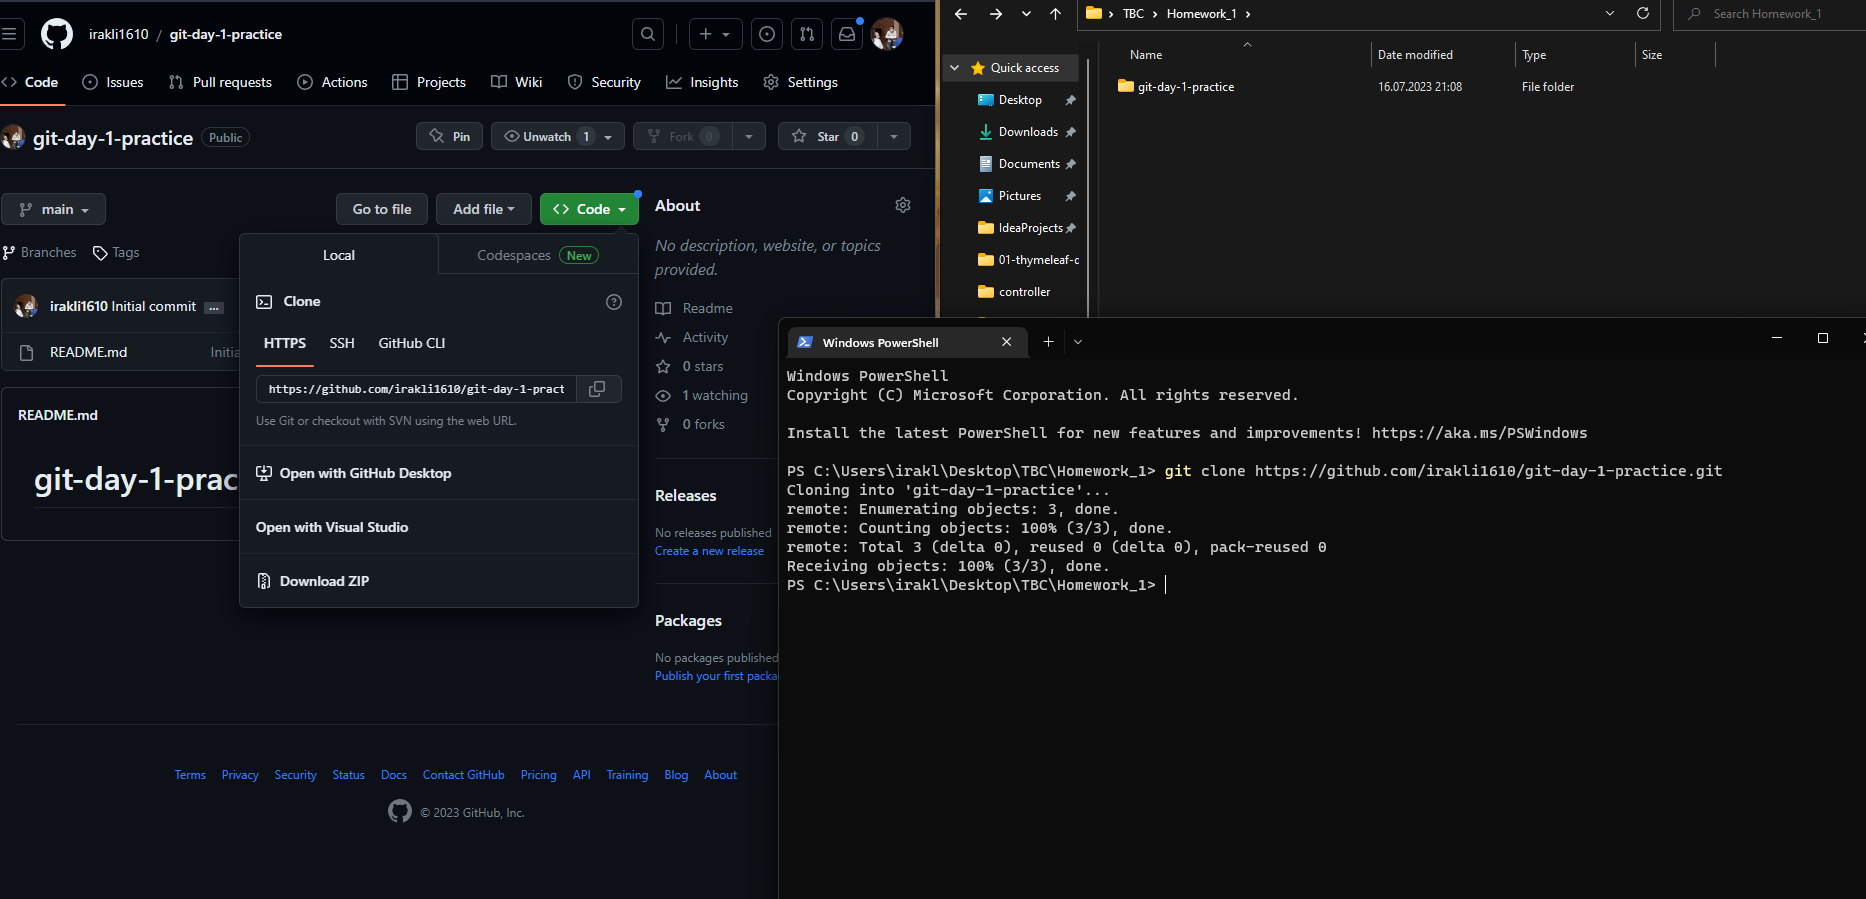 irakli1610 / git-day-1-practice
Code Issues Pull requests Actions Projects Wiki Security Insights Settings
git-day-1-practice Public
Pin Unwatch 1 Fork 0 Star 0
main Go to file Add file Code
Branches Tags
irakli1610 Initial commit ...
README.md Initia
README.md
git-day-1-prac
Local Codespaces New
Clone
HTTPS SSH GitHub CLI
https://github.com/irakli1610/git-day-1-pract
Use Git or checkout with SVN using the web URL.
Open with GitHub Desktop
Open with Visual Studio
Download ZIP
About
No description, website, or topics
provided.
Readme
Activity
0 stars
1 watching
0 forks
Releases
No releases published
Create a new release
Packages
No packages published
Publish your first packa
Terms Privacy Security Status Docs Contact GitHub Pricing API Training Blog About
© 2023 GitHub, Inc.
TBC › Homework_1 › Search Homework_1
Name Date modified Type Size
git-day-1-practice 16.07.2023 21:08 File folder
Quick access
Desktop
Downloads
Documents
Pictures
IdeaProjects
01-thymeleaf-c
controller
Windows PowerShell
Windows PowerShell
Copyright (C) Microsoft Corporation. All rights reserved.
Install the latest PowerShell for new features and improvements! https://aka.ms/PSWindows
PS C:\Users\irakl\Desktop\TBC\Homework_1> git clone https://github.com/irakli1610/git-day-1-practice.git
Cloning into 'git-day-1-practice'...
remote: Enumerating objects: 3, done.
remote: Counting objects: 100% (3/3), done.
remote: Total 3 (delta 0), reused 0 (delta 0), pack-reused 0
Receiving objects: 100% (3/3), done.
PS C:\Users\irakl\Desktop\TBC\Homework_1>